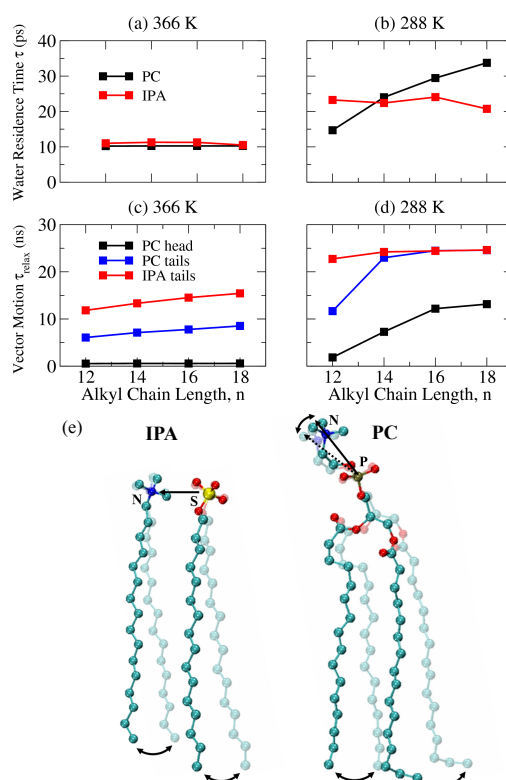 (a) 366 K
(b) 288 K
Water Residence Time τ (ps)
40
30
20
10
0
PC
IPA
(c) 366 K
(d) 288 K
Vector Motion τrelax (ns)
30
20
10
0
PC head
PC tails
IPA tails
12 14 16 18
12 14 16 18
Alkyl Chain Length, n
Alkyl Chain Length, n
(e)
IPA
PC
N
S
N
P